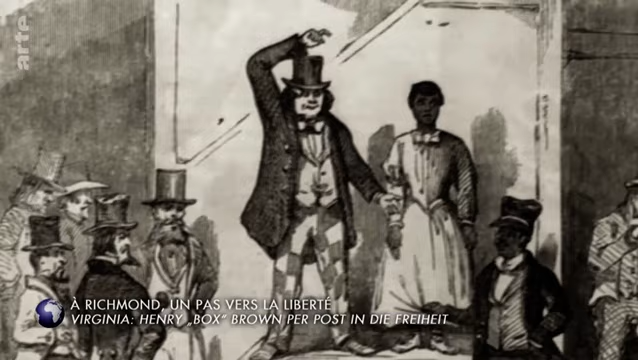 arte
À RICHMOND, UN PAS VERS LA LIBERTÉ
VIRGINIA: HENRY „BOX“ BROWN PER POST IN DIE FREIHEIT